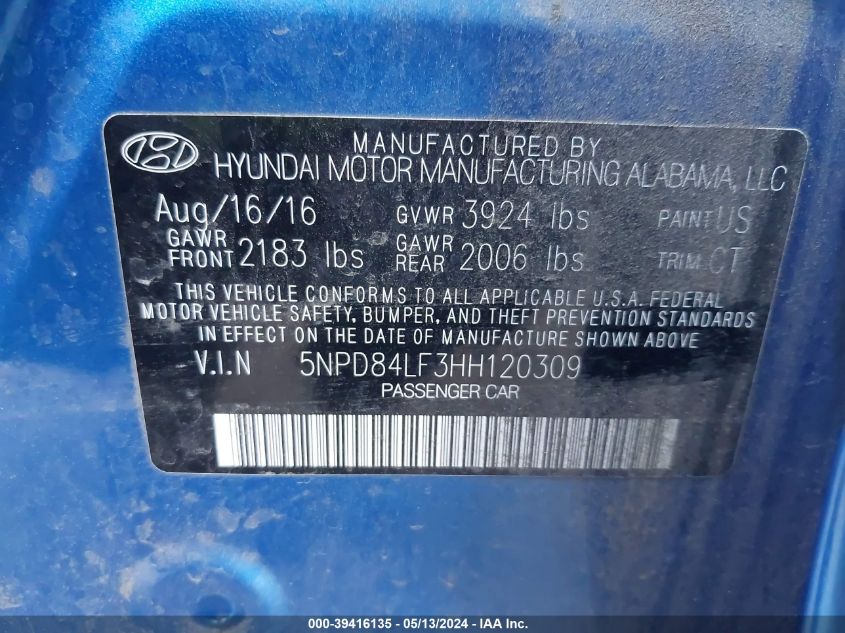 MANUFACTURED BY
HYUNDAI MOTOR MANUFACTURING ALABAMA, LLC
Aug/16/16 GVWR 3924 lbs PAINT US
GAWR FRONT 2183 lbs GAWR REAR 2006 lbs TRIM CT
THIS VEHICLE CONFORMS TO ALL APPLICABLE U.S.A. FEDERAL
MOTOR VEHICLE SAFETY, BUMPER, AND THEFT PREVENTION STANDARDS
IN EFFECT ON THE DATE OF MANUFACTURE SHOWN ABOVE.
V.I.N 5NPD84LF3HH120309
PASSENGER CAR
000-39416135 - 05/13/2024 - IAAI.COM